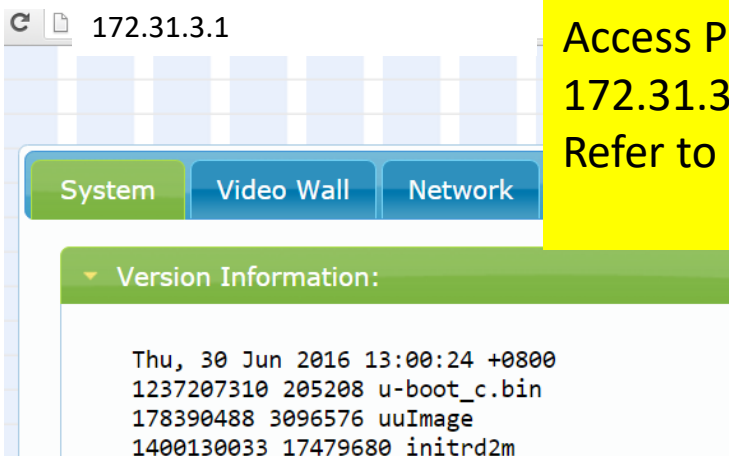 172.31.3.1
Access P
172.31.3
Refer to
System Video Wall Network
Version Information:
Thu, 30 Jun 2016 13:00:24 +0800
1237207310 205208 u-boot_c.bin
178390488 3096576 uuImage
1400130033 17479680 initrd2m